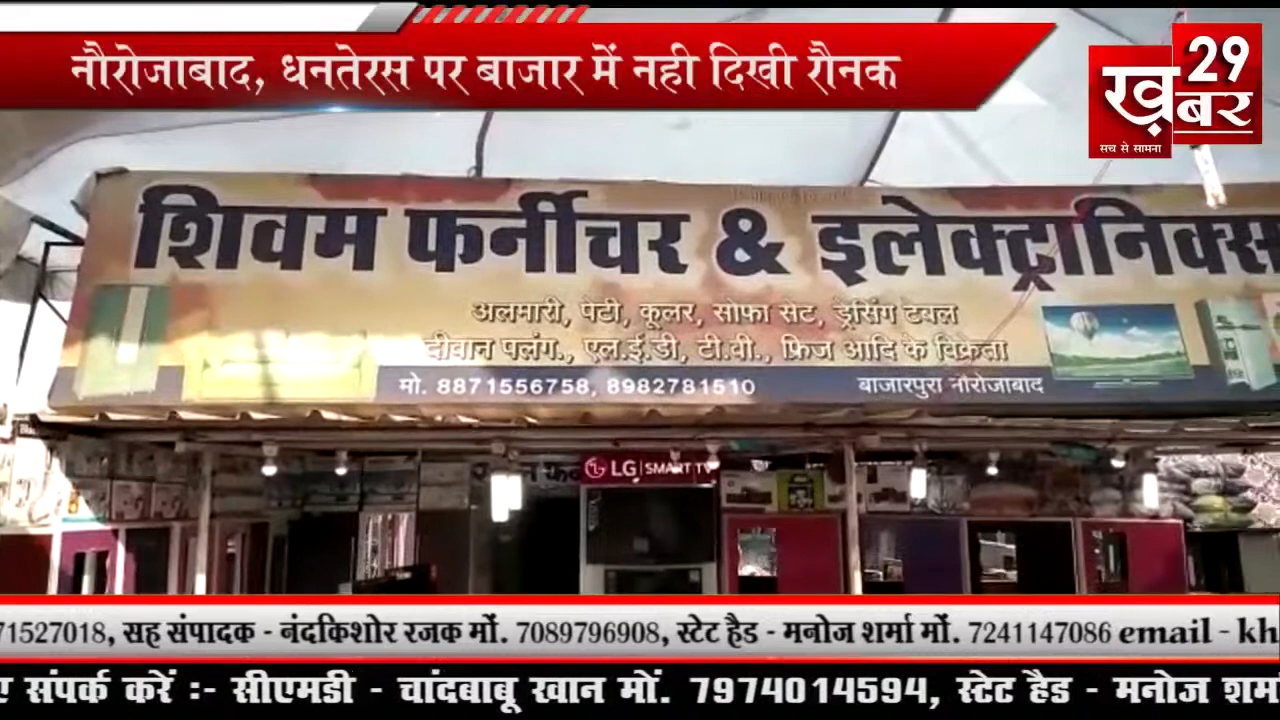 नौरोजाबाद, धनतेरस पर बाजार में नही दिखी रौनक
29
ख़बर
सच से सामना
शिवम फर्नीचर & इलेक्ट्रानिक्स
अलमारी, पेटी, कूलर, सोफा सेट, ड्रेसिंग टेबल
दीवान पलंग., एल.ई.डी, टी.वी., फ्रिज आदि के विक्रता
मो. 8871556758, 8982781510 बाजारपुरा नौरोजाबाद
LG SMART TV
71527018, सह संपादक - नंदकिशोर रजक मों. 7089796908, स्टेट हैड - मनोज शर्मा मों. 7241147086 email - kh
ए संपर्क करें :- सीएमडी - चांदबाबू खान मों. 7974014594, स्टेट हैड - मनोज शर्मा